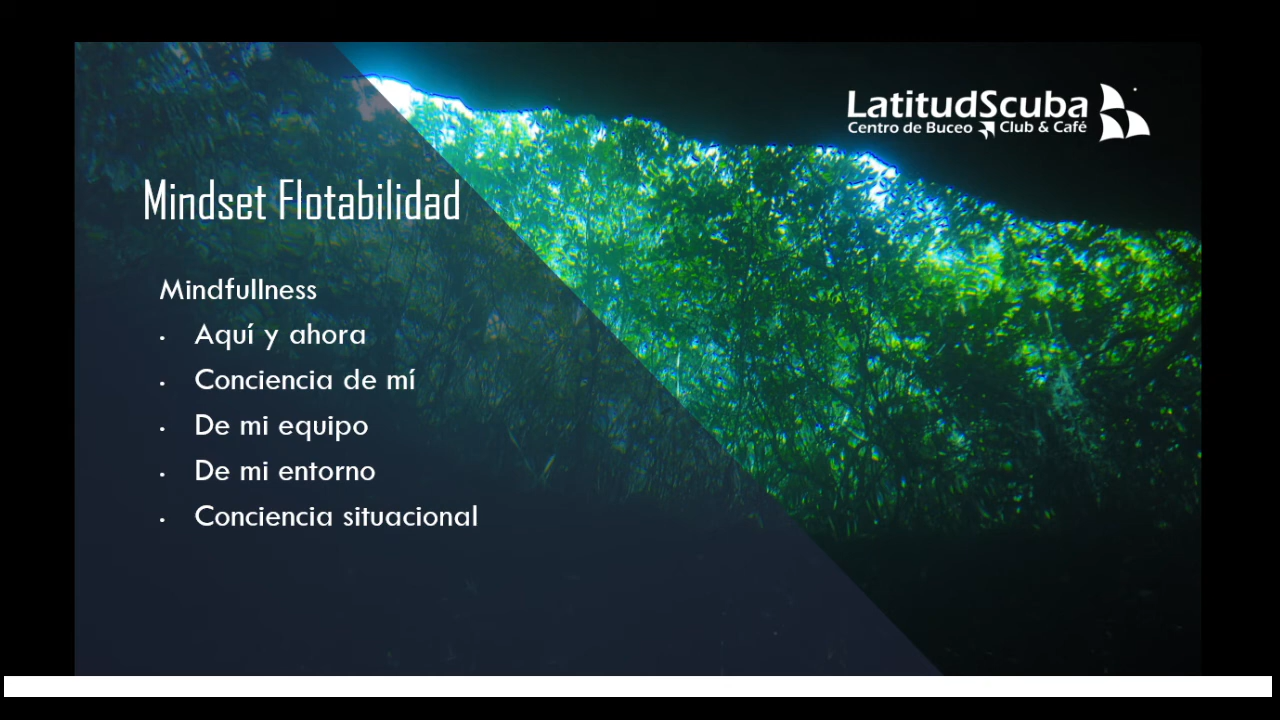 LatitudScuba
Centro de Buceo Club & Café
Mindset Flotabilidad
Mindfullness
• Aquí y ahora
• Conciencia de mí
• De mi equipo
• De mi entorno
• Conciencia situacional